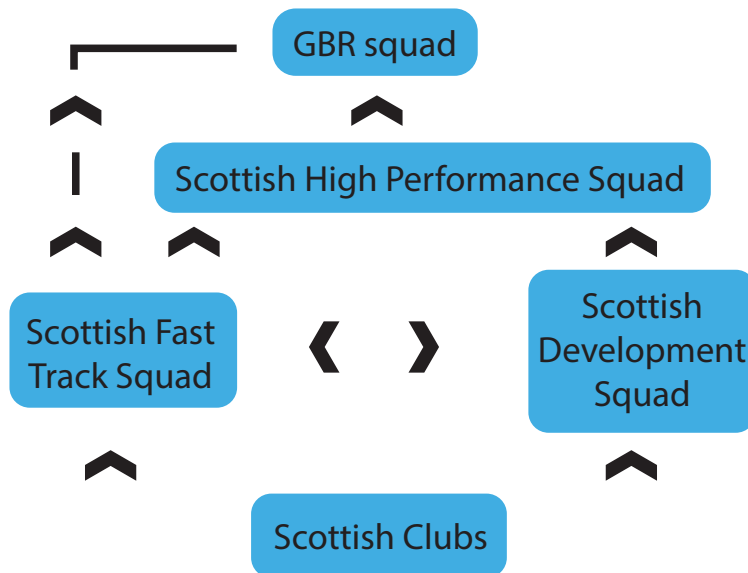 GBR squad
Scottish High Performance Squad
Scottish Fast
Track Squad
Scottish
Development
Squad
Scottish Clubs